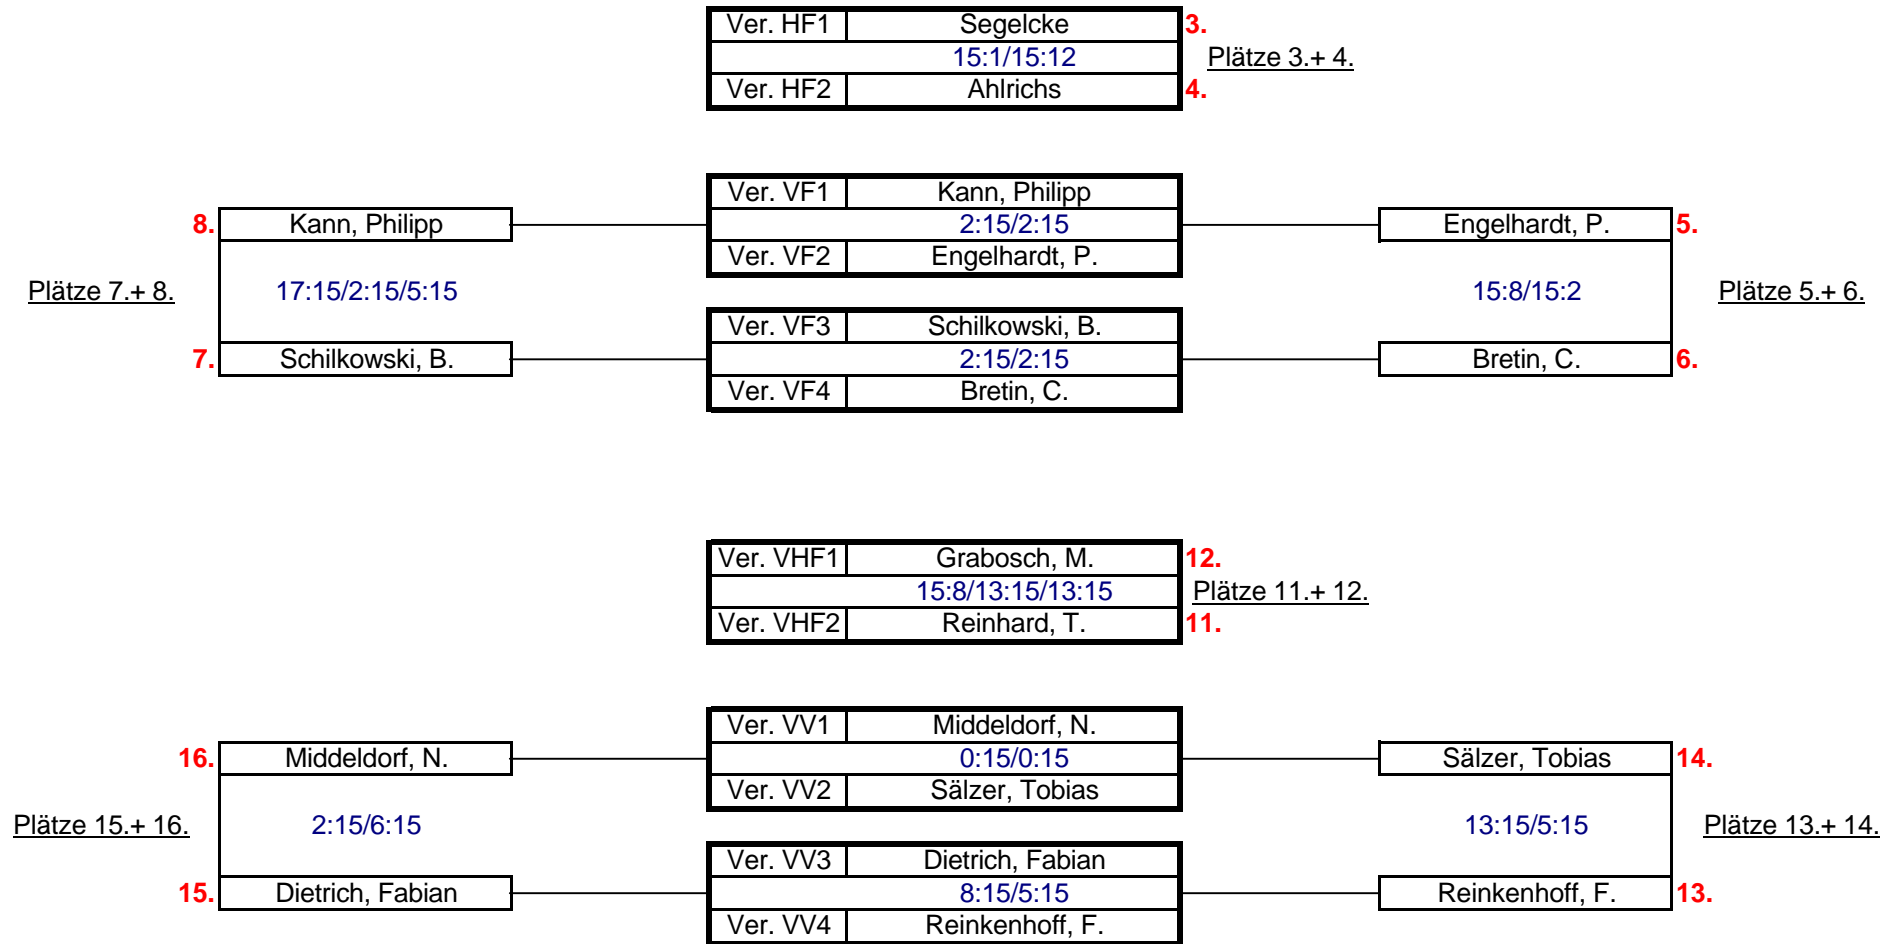 Ver. HF1 Segelcke 3.
15:1/15:12 Plätze 3.+ 4.
Ver. HF2 Ahlrichs 4.
Ver. VF1 Kann, Philipp
8. Kann, Philipp 2:15/2:15 Engelhardt, P. 5.
Ver. VF2 Engelhardt, P.
Plätze 7.+ 8. 17:15/2:15/5:15 15:8/15:2 Plätze 5.+ 6.
Ver. VF3 Schilkowski, B.
7. Schilkowski, B. 2:15/2:15 Bretin, C. 6.
Ver. VF4 Bretin, C.
Ver. VHF1 Grabosch, M. 12.
15:8/13:15/13:15 Plätze 11.+ 12.
Ver. VHF2 Reinhard, T. 11.
Ver. VV1 Middeldorf, N.
16. Middeldorf, N. 0:15/0:15 Sälzer, Tobias 14.
Ver. VV2 Sälzer, Tobias
Plätze 15.+ 16. 2:15/6:15 13:15/5:15 Plätze 13.+ 14.
Ver. VV3 Dietrich, Fabian
15. Dietrich, Fabian 8:15/5:15 Reinkenhoff, F. 13.
Ver. VV4 Reinkenhoff, F.